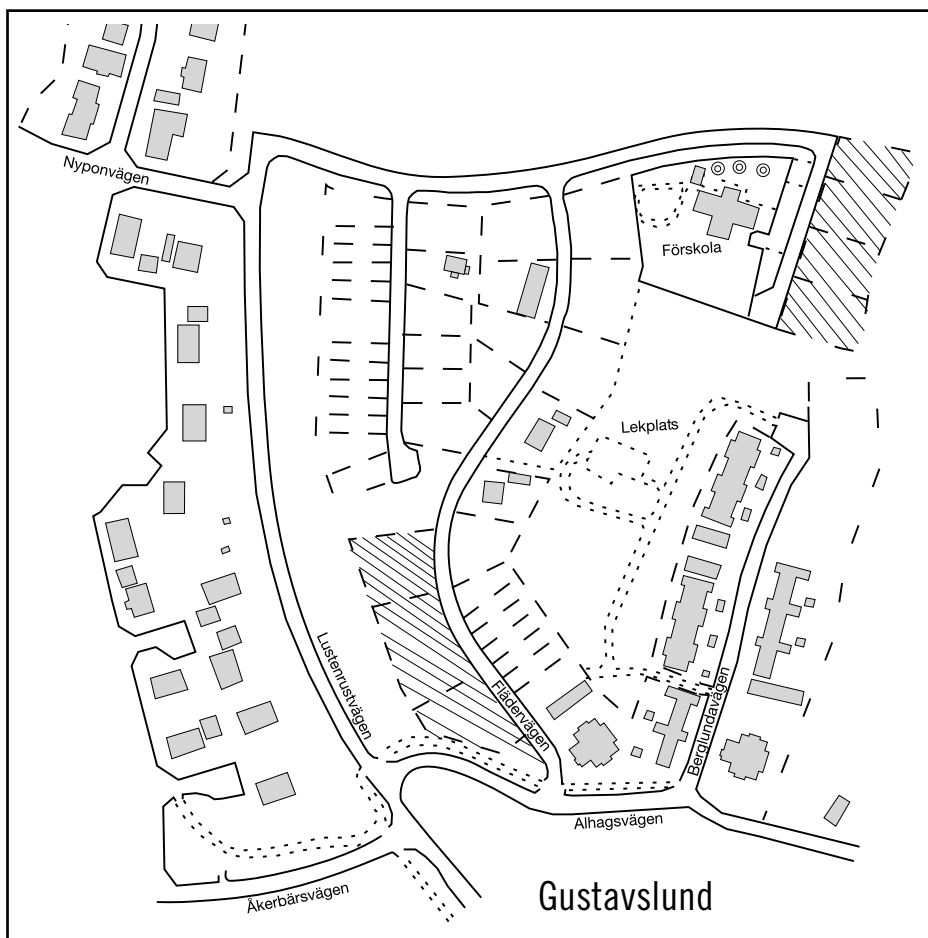 Nyponvägen
Förskola
Lekplats
Lustenrustvägen
Flädervägen
Berglundavägen
Alhagsvägen
Åkerbärsvägen
Gustavslund